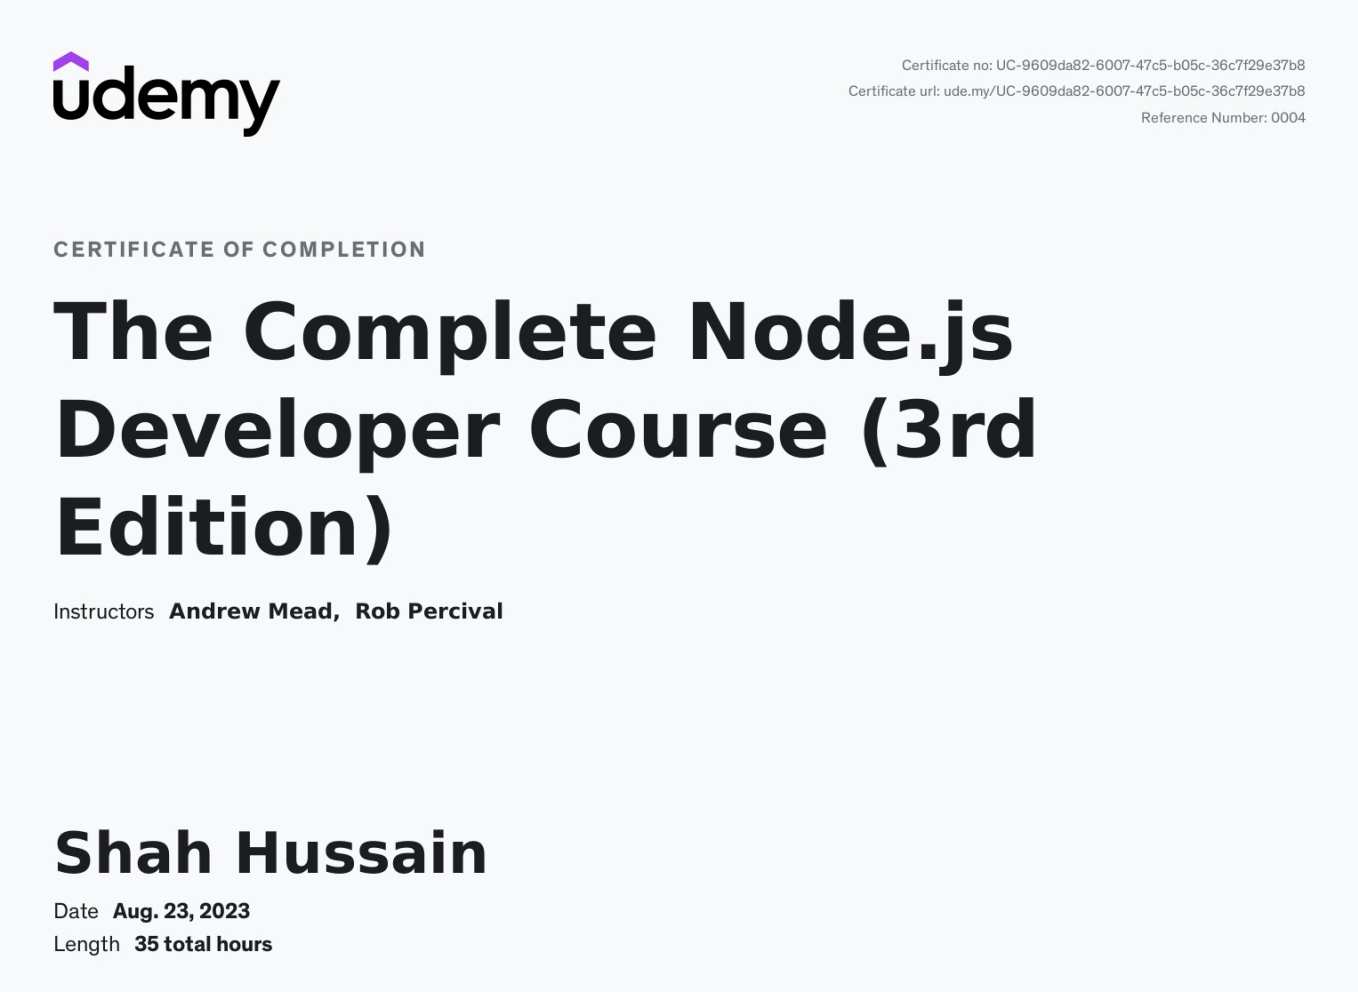 udemy
Certificate no: UC-9609da82-6007-47c5-b05c-36c7f29e37b8
Certificate url: ude.my/UC-9609da82-6007-47c5-b05c-36c7f29e37b8
Reference Number: 0004
CERTIFICATE OF COMPLETION
The Complete Node.js
Developer Course (3rd
Edition)
Instructors Andrew Mead, Rob Percival
Shah Hussain
Date Aug. 23, 2023
Length 35 total hours